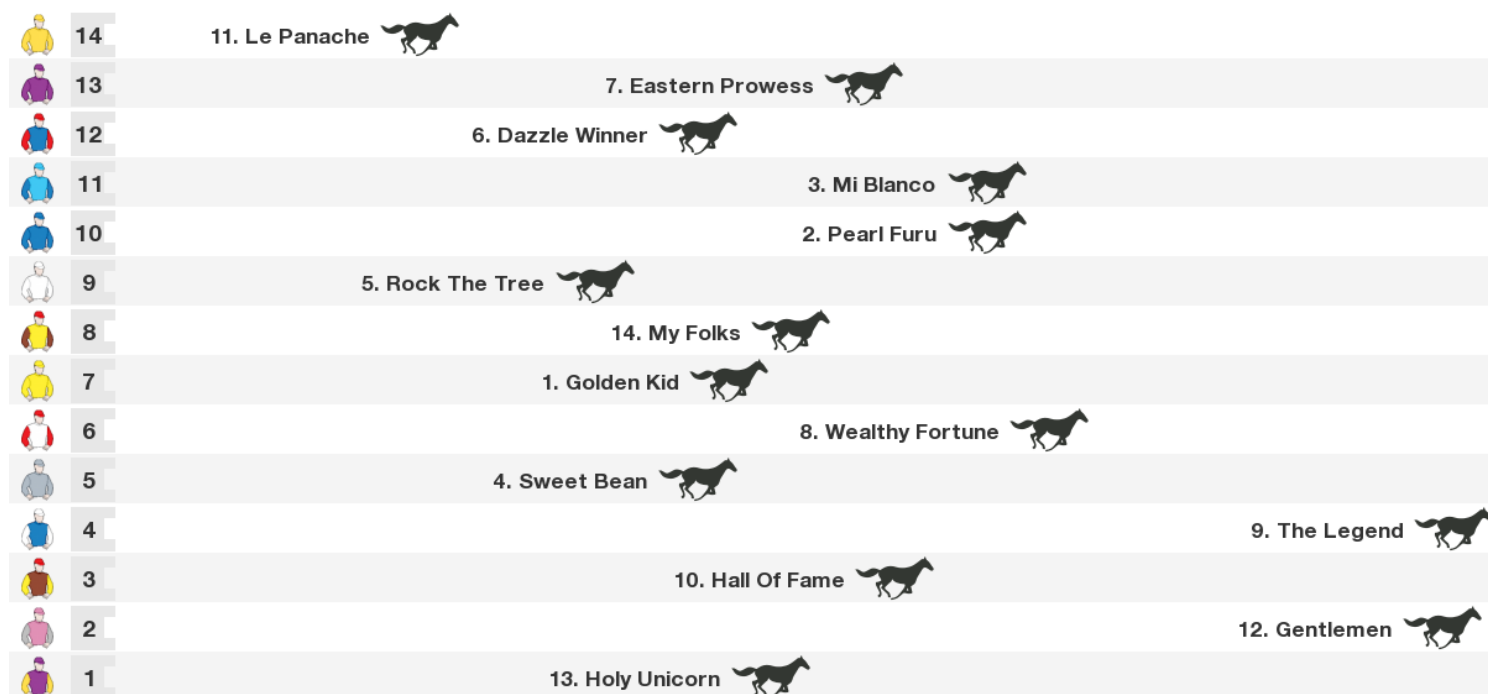 14 11. Le Panache
13 7. Eastern Prowess
12 6. Dazzle Winner
11 3. Mi Blanco
10 2. Pearl Furu
9 5. Rock The Tree
8 14. My Folks
7 1. Golden Kid
6 8. Wealthy Fortune
5 4. Sweet Bean
4 9. The Legend
3 10. Hall Of Fame
2 12. Gentlemen
1 13. Holy Unicorn